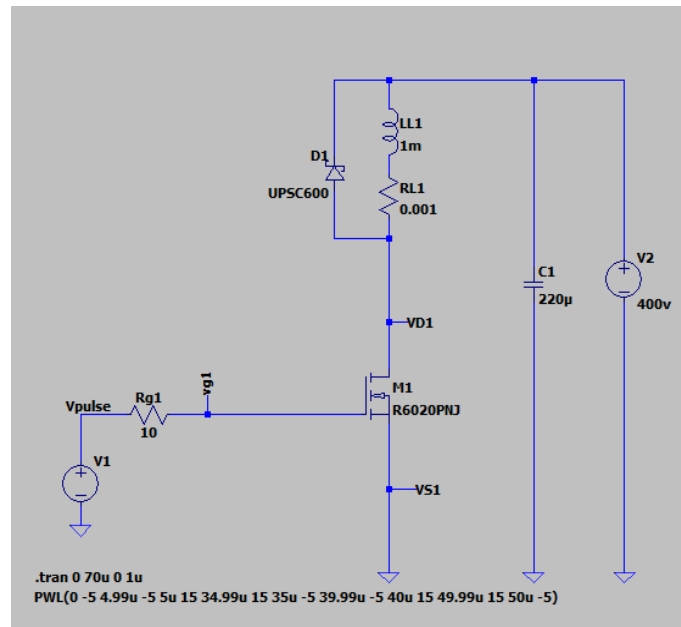 LL1
1m
D1
UPSC600
RL1
0.001
C1
220µ
V2
400v
VD1
vg1
M1
R6020PNJ
Vpulse
Rg1
10
V1
VS1
.tran 0 70u 0 1u
PWL(0 -5 4.99u -5 5u 15 34.99u 15 35u -5 39.99u -5 40u 15 49.99u 15 50u -5)